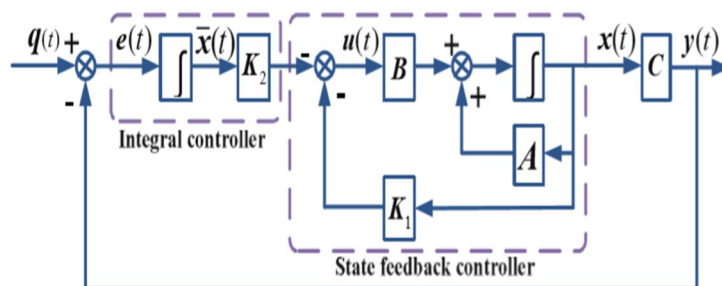 q(t) + e(t) ∫ x̄(t) K₂ - u(t) B + ∫ x(t) C y(t)
- - +
Integral controller A
K₁
State feedback controller